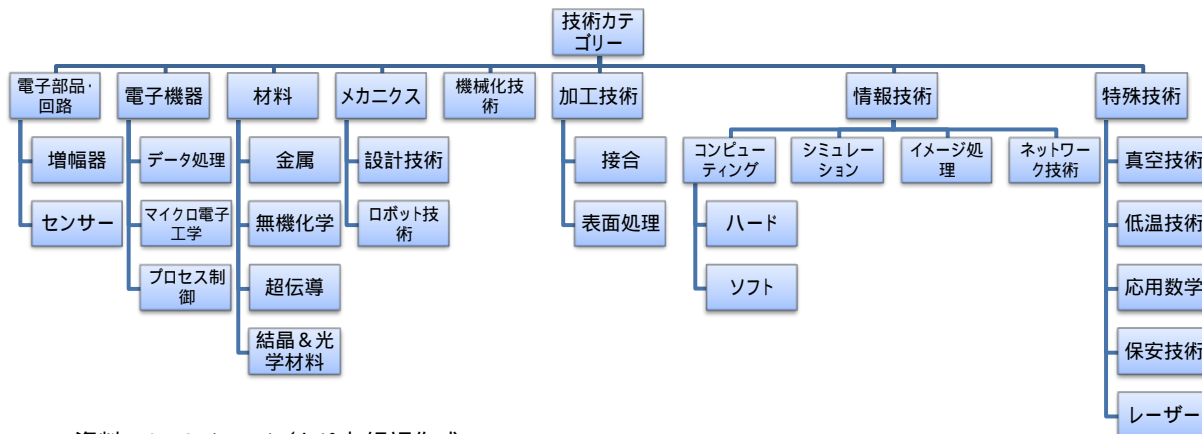 技術カテ
ゴリー
電子部品・
回路
電子機器
材料
メカニクス
機械化技
術
加工技術
情報技術
特殊技術
増幅器
センサー
データ処理
マイクロ電子
工学
プロセス制
御
金属
無機化学
超伝導
結晶＆光
学材料
設計技術
ロボット技
術
接合
表面処理
コンピュー
ティング
シミュレー
ション
イメージ処
理
ネットワー
ク技術
ハード
ソフト
真空技術
低温技術
応用数学
保安技術
レーザー